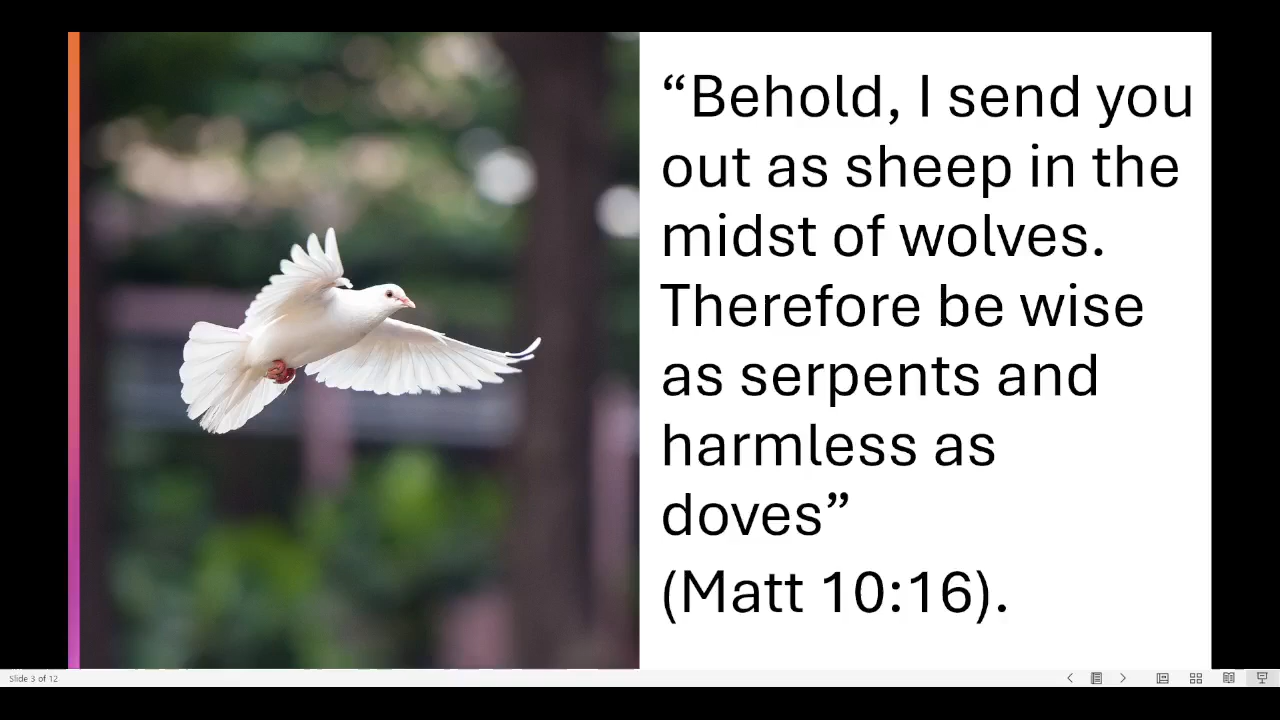 “Behold, I send you
out as sheep in the
midst of wolves.
Therefore be wise
as serpents and
harmless as
doves”
(Matt 10:16).
Slide 3 of 12